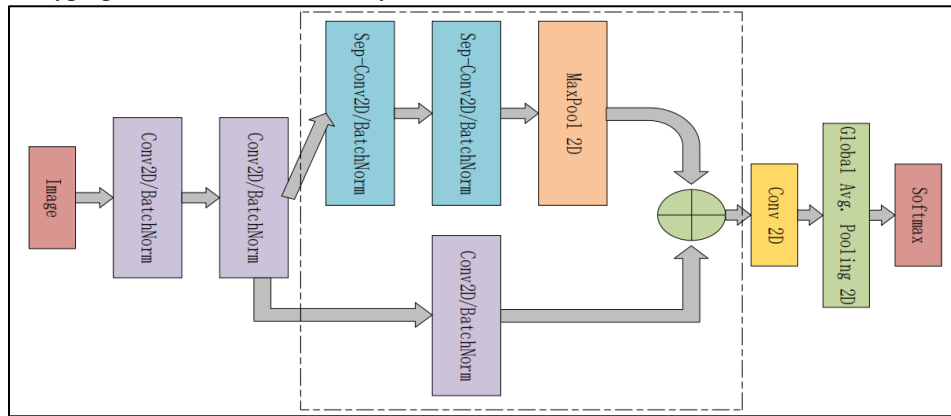 Image
Conv2D/BatchNorm
Conv2D/BatchNorm
Sep-Conv2D/BatchNorm
Sep-Conv2D/BatchNorm
MaxPool 2D
Conv2D/BatchNorm
Conv 2D
Global Avg. Pooling 2D
Softmax